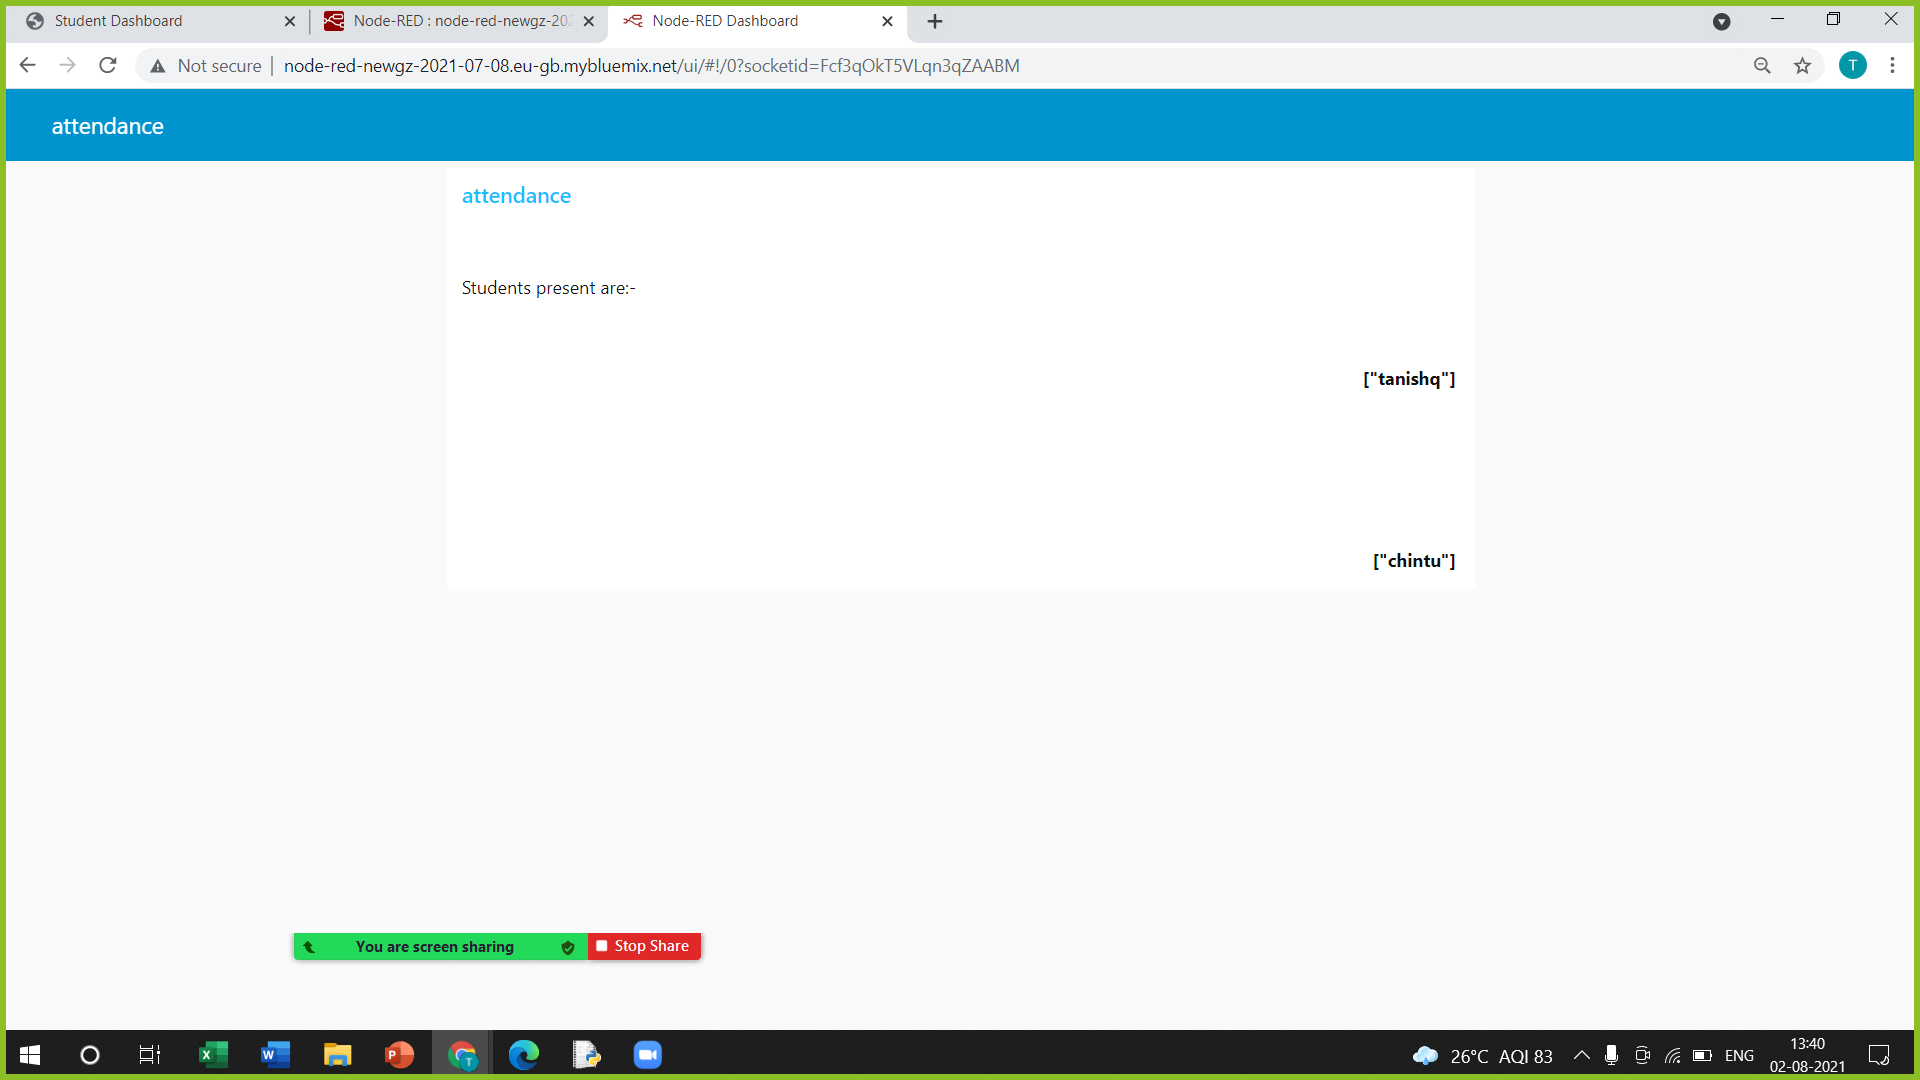 Student Dashboard
Node-RED : node-red-newgz-202
Node-RED Dashboard
Not secure
node-red-newgz-2021-07-08.eu-gb.mybluemix.net/ui/#!/0?socketid=Fcf3qOkT5VLqn3qZAABM
T
attendance
attendance
Students present are:-
["tanishq"]
["chintu"]
You are screen sharing
Stop Share
26°C AQI 83
ENG
13:40
02-08-2021